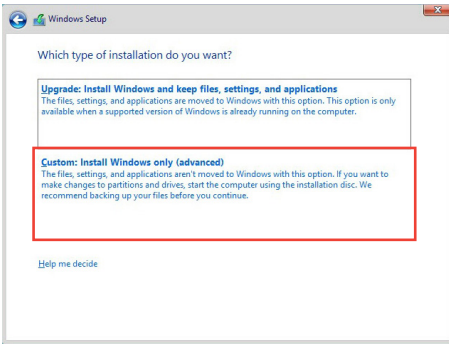 Windows Setup
Which type of installation do you want?
Upgrade: Install Windows and keep files, settings, and applications
The files, settings, and applications are moved to Windows with this option. This option is only
available when a supported version of Windows is already running on the computer.
Custom: Install Windows only (advanced)
The files, settings, and applications aren't moved to Windows with this option. If you want to
make changes to partitions and drives, start the computer using the installation disc. We
recommend backing up your files before you continue.
Help me decide